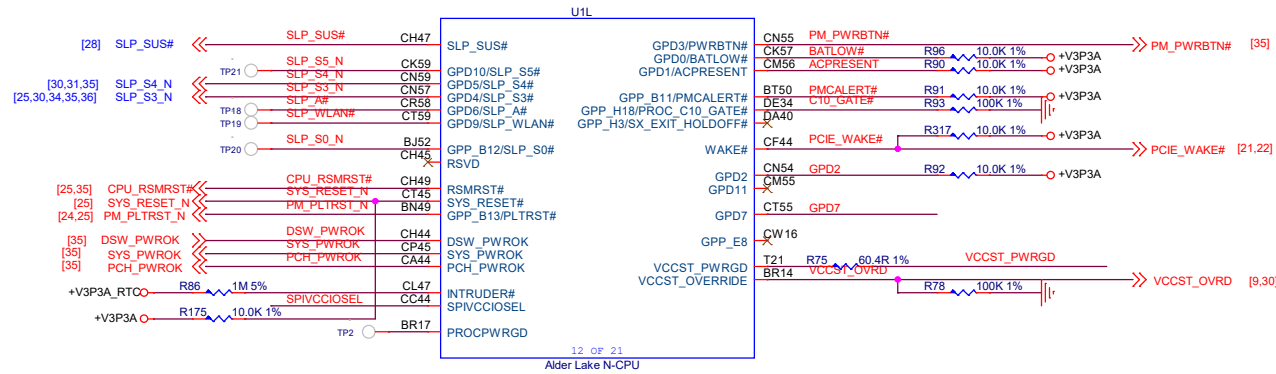 U1L
[28] SLP_SUS# SLP_SUS# CH47 SLP_SUS# GPD3/PWRBTN# CN55 PM_PWRBTN# PM_PWRBTN# [35]
GPD0/BATLOW# CK57 BATLOW# R96 10.0K 1% +V3P3A
TP21 SLP_S5_N CK59 GPD10/SLP_S5# GPD1/ACPRESENT CM56 ACPRESENT R90 10.0K 1% +V3P3A
[30,31,35] SLP_S4_N SLP_S4_N CN59 GPD5/SLP_S4#
[25,30,34,35,36] SLP_S3_N SLP_S3_N CN57 GPD4/SLP_S3# GPP_B11/PMCALERT# BT50 PMCALERT# R91 10.0K 1% +V3P3A
TP18 SLP_A# CR58 GPD6/SLP_A# GPP_H18/PROC_C10_GATE# DE34 C10_GATE# R93 100K 1%
TP19 SLP_WLAN# CT59 GPD9/SLP_WLAN# GPP_H3/SX_EXIT_HOLDOFF# DA40
R317 10.0K 1% +V3P3A
TP20 SLP_S0_N BJ52 GPP_B12/SLP_S0# WAKE# CF44 PCIE_WAKE# PCIE_WAKE# [21,22]
CH45 RSVD
GPD2 CN54 GPD2 R92 10.0K 1% +V3P3A
[25,35] CPU_RSMRST# CPU_RSMRST# CH49 RSMRST# GPD11 CM55
[25] SYS_RESET_N SYS_RESET_N CT45 SYS_RESET#
[24,25] PM_PLTRST_N PM_PLTRST_N BN49 GPP_B13/PLTRST# GPD7 CT55 GPD7
[35] DSW_PWROK DSW_PWROK CH44 DSW_PWROK GPP_E8 CW16
[35] SYS_PWROK SYS_PWROK CP45 SYS_PWROK
[35] PCH_PWROK PCH_PWROK CA44 PCH_PWROK VCCST_PWRGD T21 R75 60.4R 1% VCCST_PWRGD
VCCST_OVERRIDE BR14 VCCST_OVRD VCCST_OVRD [9,30]
+V3P3A_RTC R86 1M 5% CL47 INTRUDER# R78 100K 1%
SPIVCCIOSEL CC44 SPIVCCIOSEL
+V3P3A R175 10.0K 1%
TP2 BR17 PROCPWRGD
12 OF 21
Alder Lake N-CPU